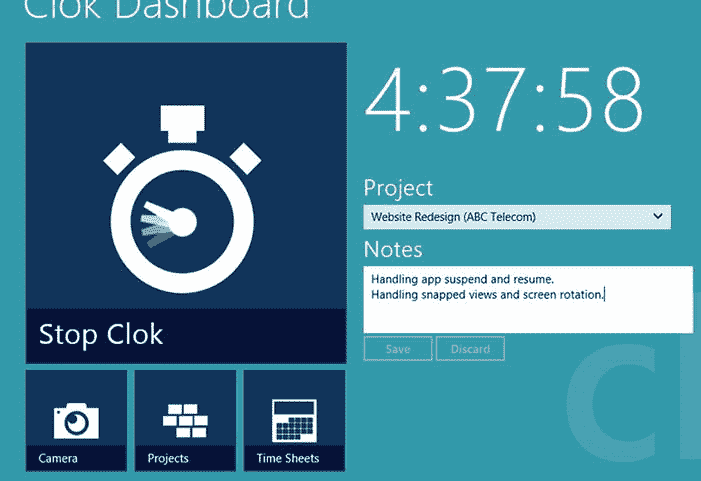 Clok Dashboard
4:37:58
Project
Website Redesign (ABC Telecom)
Notes
Handling app suspend and resume.
Handling snapped views and screen rotation.
Save
Discard
Stop Clok
Camera
Projects
Time Sheets
Cl